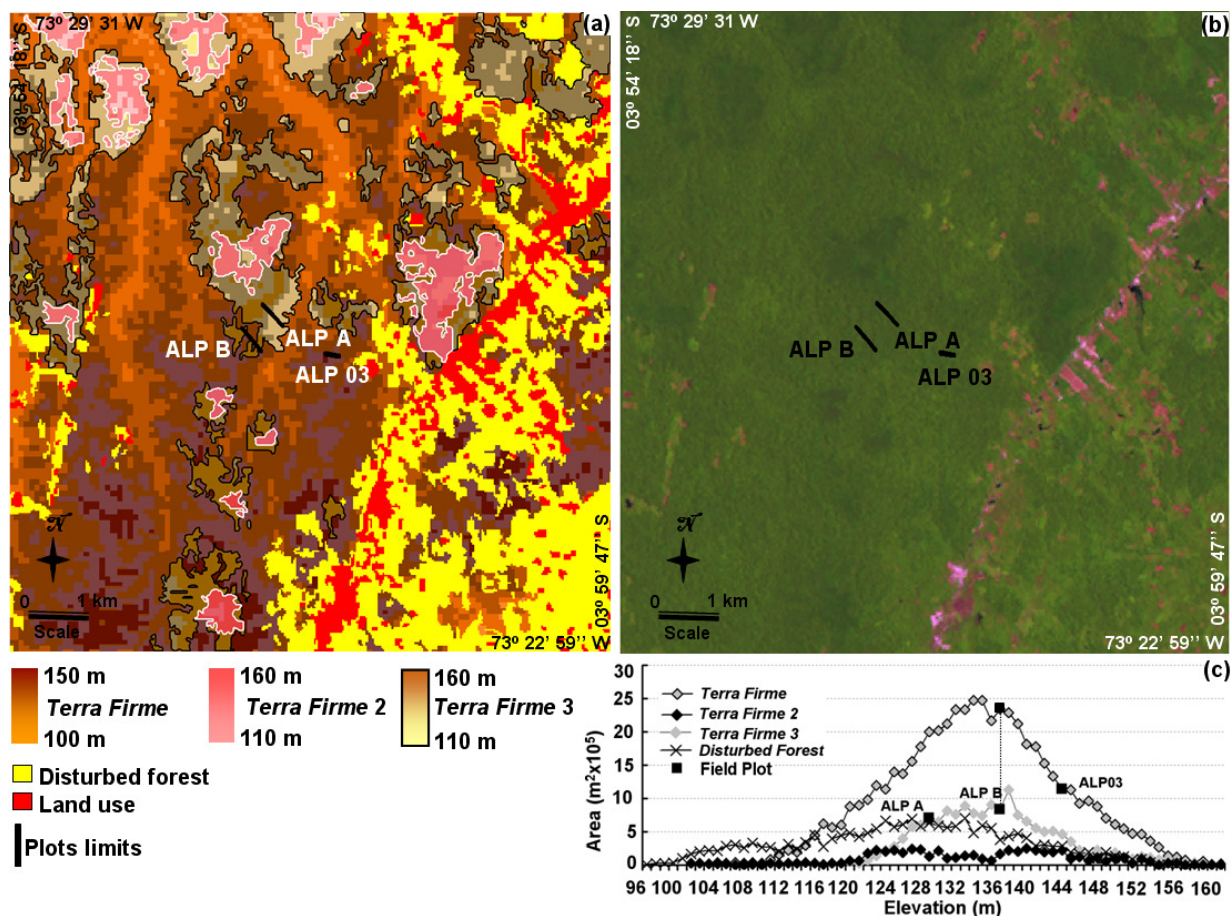 73º 29’ 31 W
(a)
03º 54’ 18’’ S
ALP B
ALP A
ALP 03
N
0 1 km
Scale
03º 59’ 47’’ S
73º 22’ 59’’ W
73º 29’ 31 W
(b)
03º 54’ 18’’ S
ALP B
ALP A
ALP 03
N
0 1 km
Scale
03º 59’ 47’’ S
73º 22’ 59’’ W
150 m
Terra Firme
100 m
160 m
Terra Firme 2
110 m
160 m
Terra Firme 3
110 m
Disturbed forest
Land use
Plots limits
(c)
Area (m²x10⁵)
30
25
20
15
10
5
0
Terra Firme
Terra Firme 2
Terra Firme 3
Disturbed Forest
Field Plot
ALP A
ALP B
ALP03
96 100 104 108 112 116 120 124 128 132 136 140 144 148 152 156 160
Elevation (m)